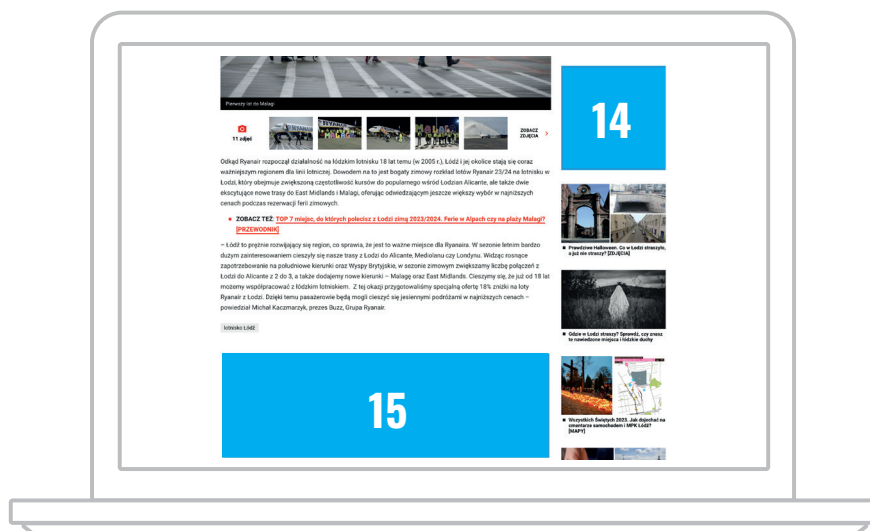 Pierwszy lot do Malagi
11 zdjęć
ZOBACZ
ZDJĘCIA
Odkąd Ryanair rozpoczął działalność na łódzkim lotnisku 18 lat temu (w 2005 r.), Łódź i jej okolice stają się coraz
ważniejszym regionem dla linii lotniczej. Dowodem na to jest bogaty zimowy rozkład lotów Ryanair 23/24 na lotnisku w
Łodzi, który obejmuje zwiększoną częstotliwość kursów do popularnego wśród Łodzian Alicante, ale także dwie
ekscytujące nowe trasy do East Midlands i Malagi, oferując odwiedzającym jeszcze większy wybór w najniższych
cenach podczas rezerwacji ferii zimowych.
ZOBACZ TEŻ: TOP 7 miejsc, do których polecisz z Łodzi zimą 2023/2024. Ferie w Alpach czy na plaży Malagi?
[PRZEWODNIK]
– Łódź to prężnie rozwijający się region, co sprawia, że jest to ważne miejsce dla Ryanaira. W sezonie letnim bardzo
dużym zainteresowaniem cieszyły się nasze trasy z Łodzi do Alicante, Mediolanu czy Londynu. Widząc rosnące
zapotrzebowanie na południowe kierunki oraz Wyspy Brytyjskie, w sezonie zimowym zwiększamy liczbę połączeń z
Łodzi do Alicante z 2 do 3, a także dodajemy nowe kierunki – Malagę oraz East Midlands. Cieszymy się, że już od 18 lat
możemy współpracować z łódzkim lotniskiem. Z tej okazji przygotowaliśmy specjalną ofertę 18% zniżki na loty
Ryanair z Łodzi. Dzięki temu pasażerowie będą mogli cieszyć się jesiennymi podróżami w najniższych cenach –
powiedział Michał Kaczmarzyk, prezes Buzz, Grupa Ryanair.
lotnisko Łódź
15
14
Prawdziwe Halloween. Co w Łodzi straszyło,
a już nie straszy? [ZDJĘCIA]
Gdzie w Łodzi straszy? Sprawdź, czy znasz
te nawiedzone miejsca i łódzkie duchy
Wszystkich Świętych 2023. Jak dojechać na
cmentarze samochodem i MPK Łódź?
[MAPY]